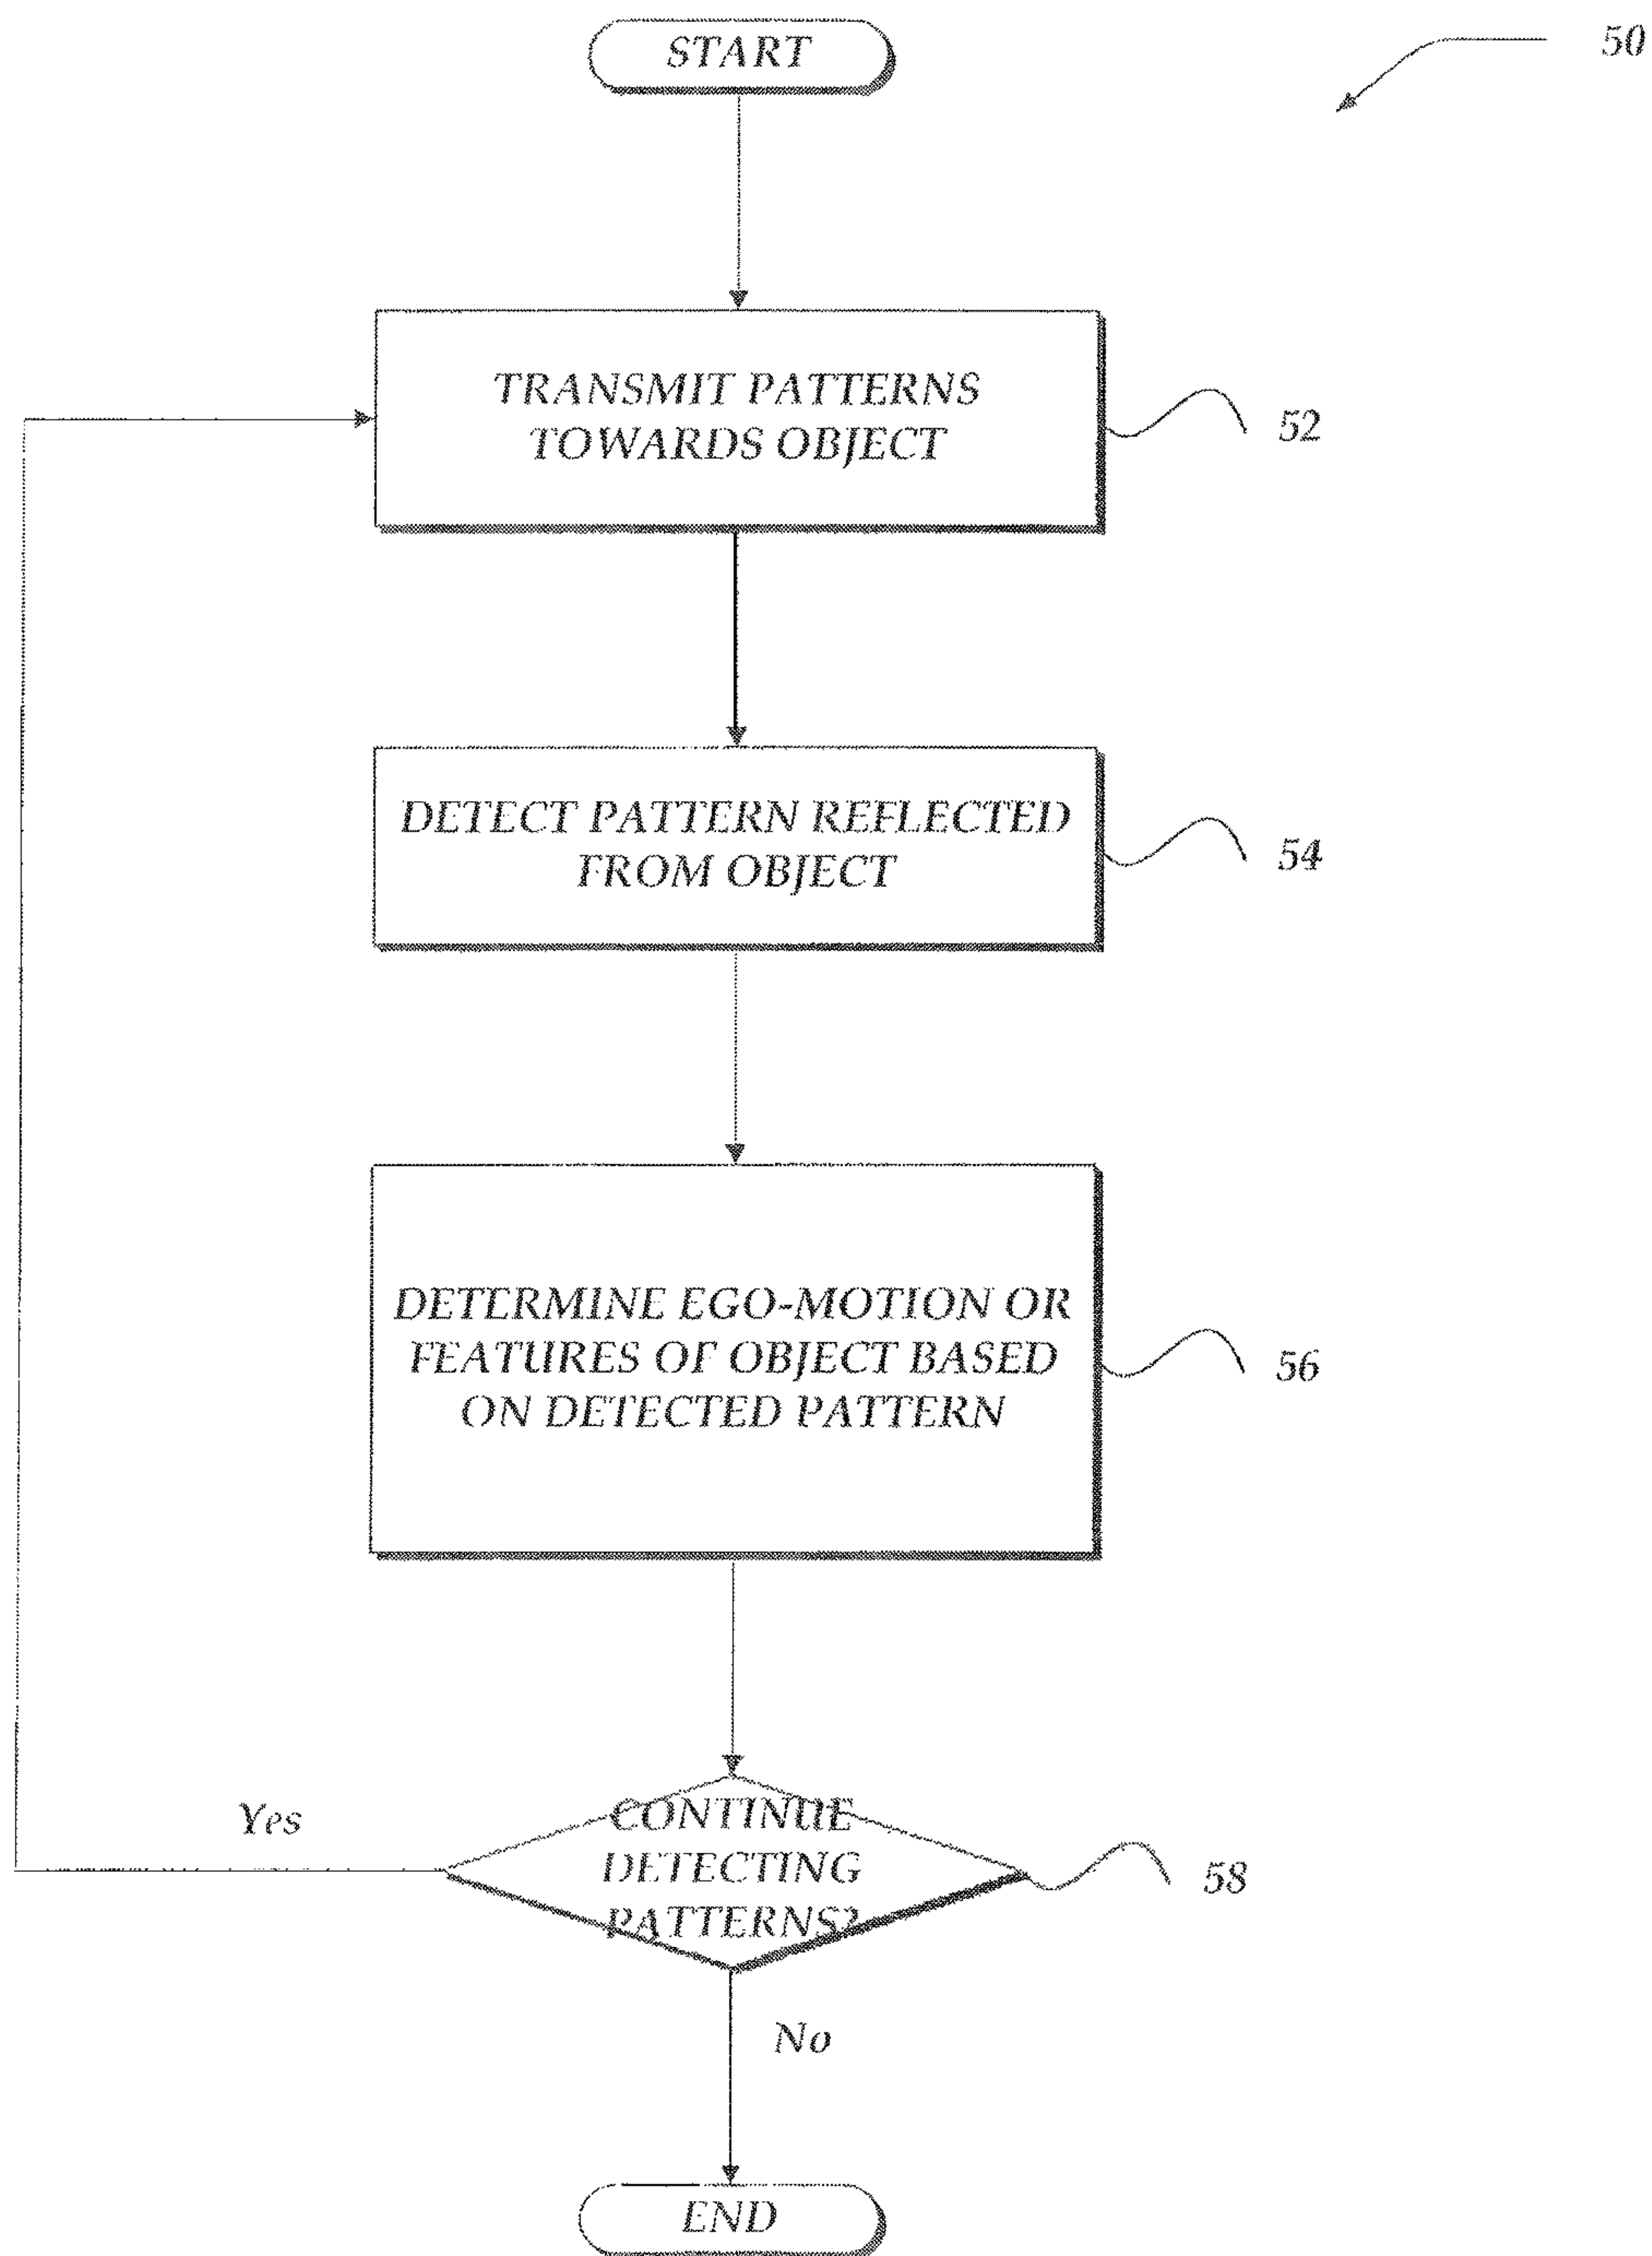 START
50
TRANSMIT PATTERNS
TOWARDS OBJECT
52
DETECT PATTERN REFLECTED
FROM OBJECT
54
DETERMINE EGO-MOTION OR
FEATURES OF OBJECT BASED
ON DETECTED PATTERN
56
Yes
CONTINUE
DETECTING
PATTERNS?
58
No
END